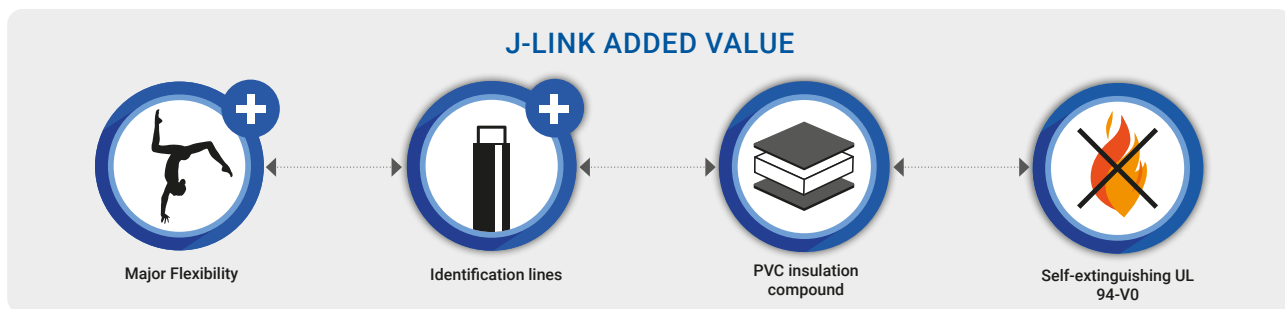 J-LINK ADDED VALUE
Major Flexibility
Identification lines
PVC insulation
compound
Self-extinguishing UL
94-V0